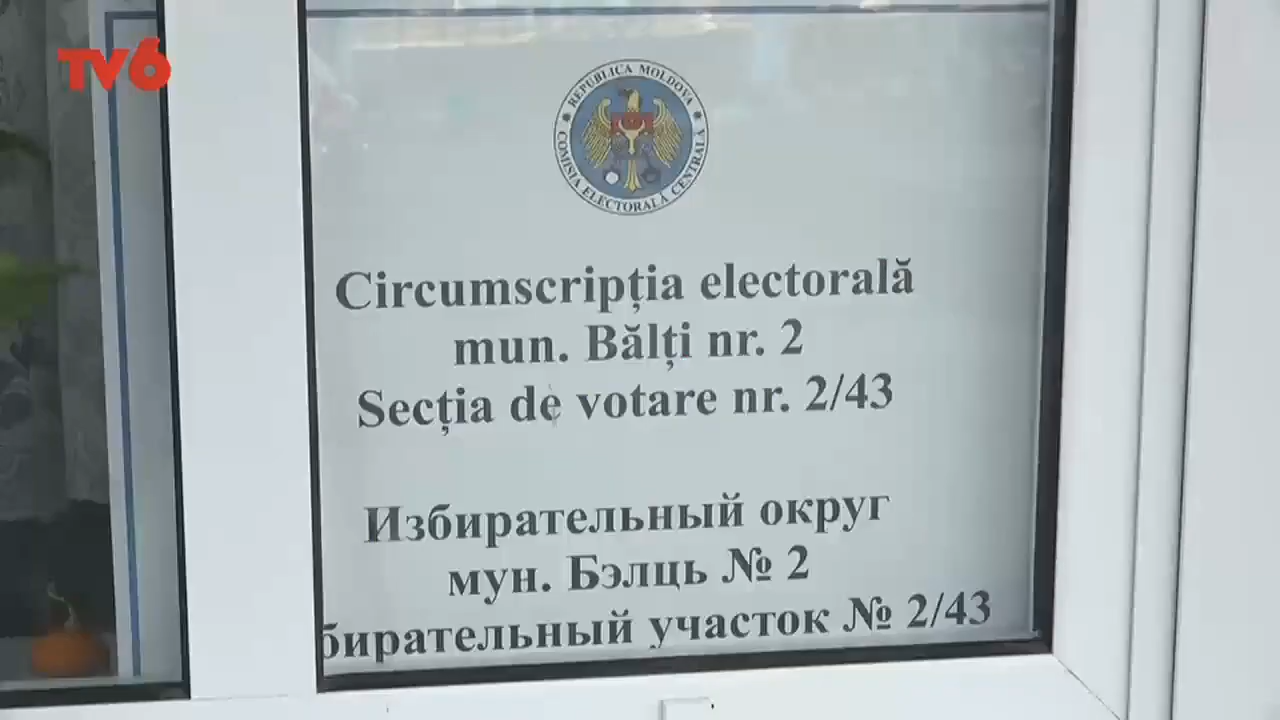 TV6
REPUBLICA MOLDOVA
COMISIA ELECTORALĂ CENTRALĂ
Circumscripția electorală
mun. Bălți nr. 2
Secția de votare nr. 2/43
Избирательный округ
мун. Бэлць № 2
бирательный участок № 2/43